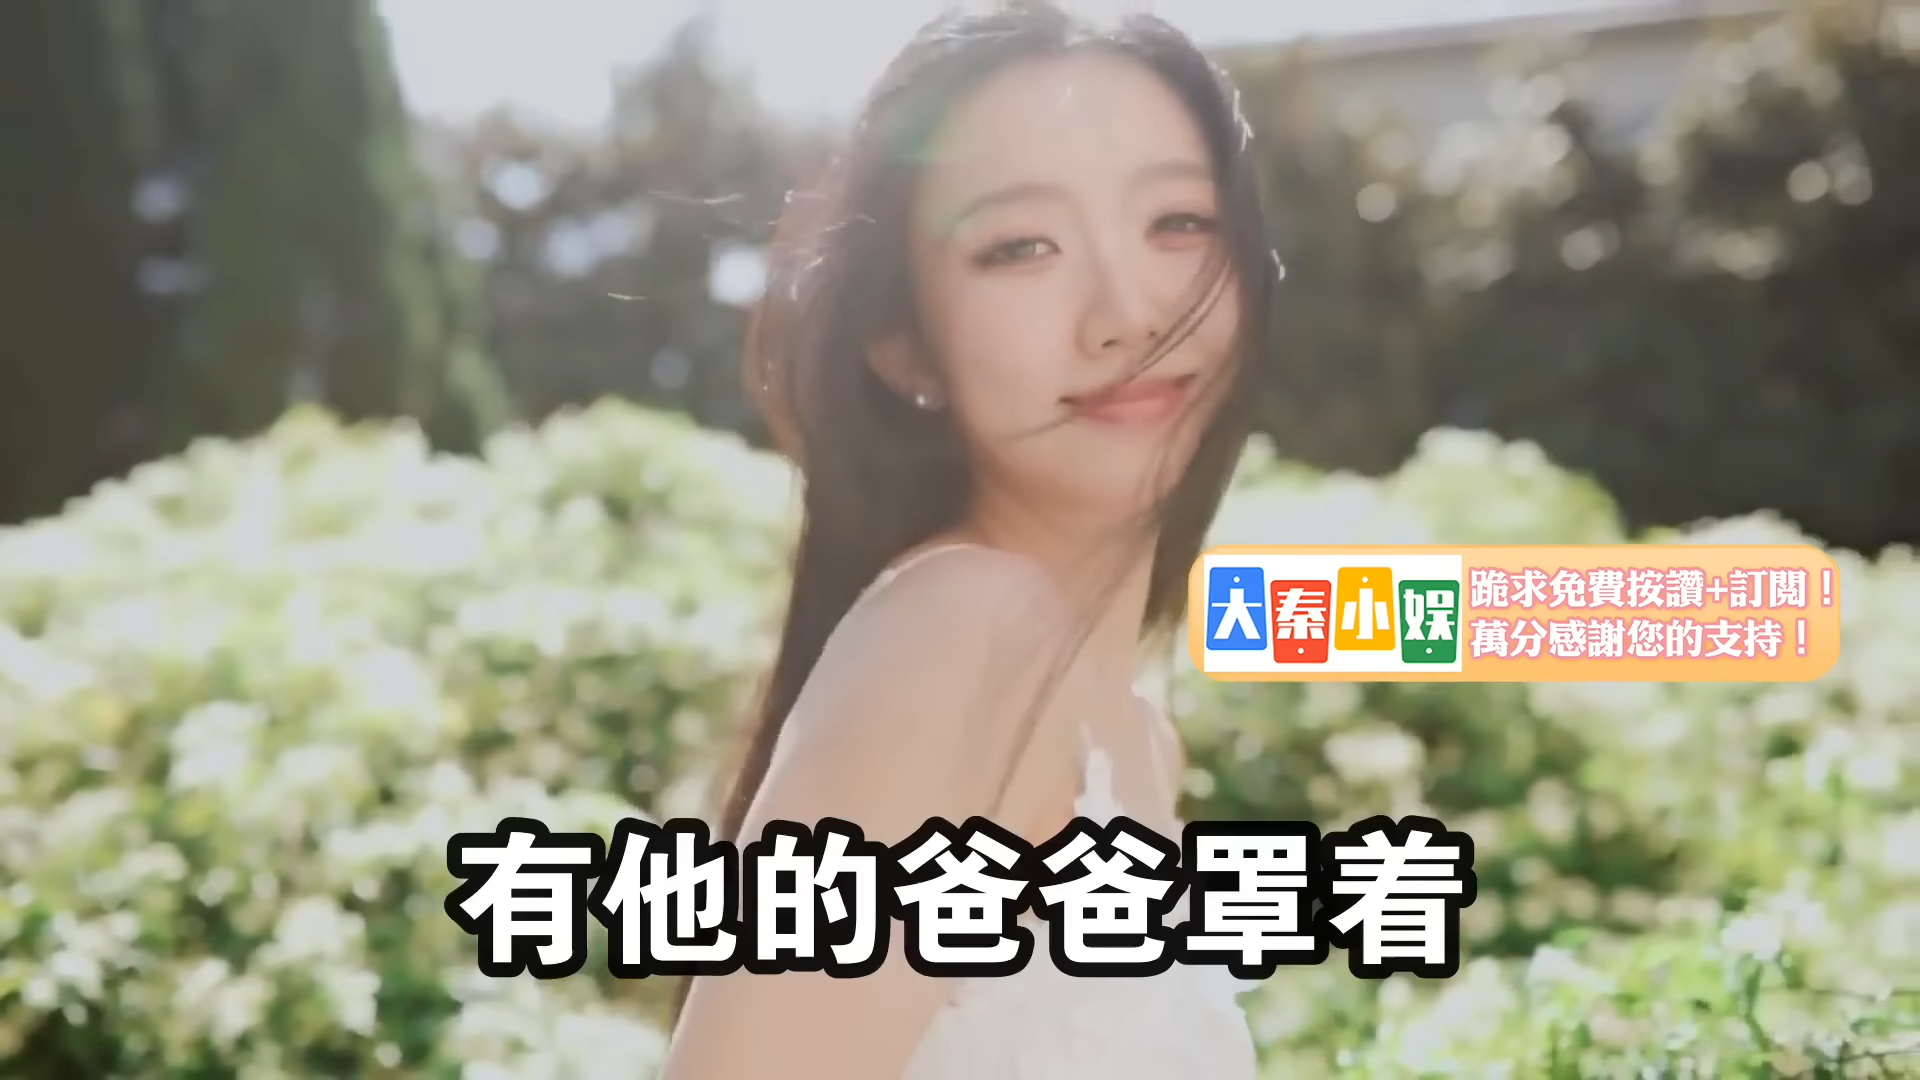 大秦小娱
跪求免費按讚+訂閱！
萬分感謝您的支持！
有他的爸爸罩着